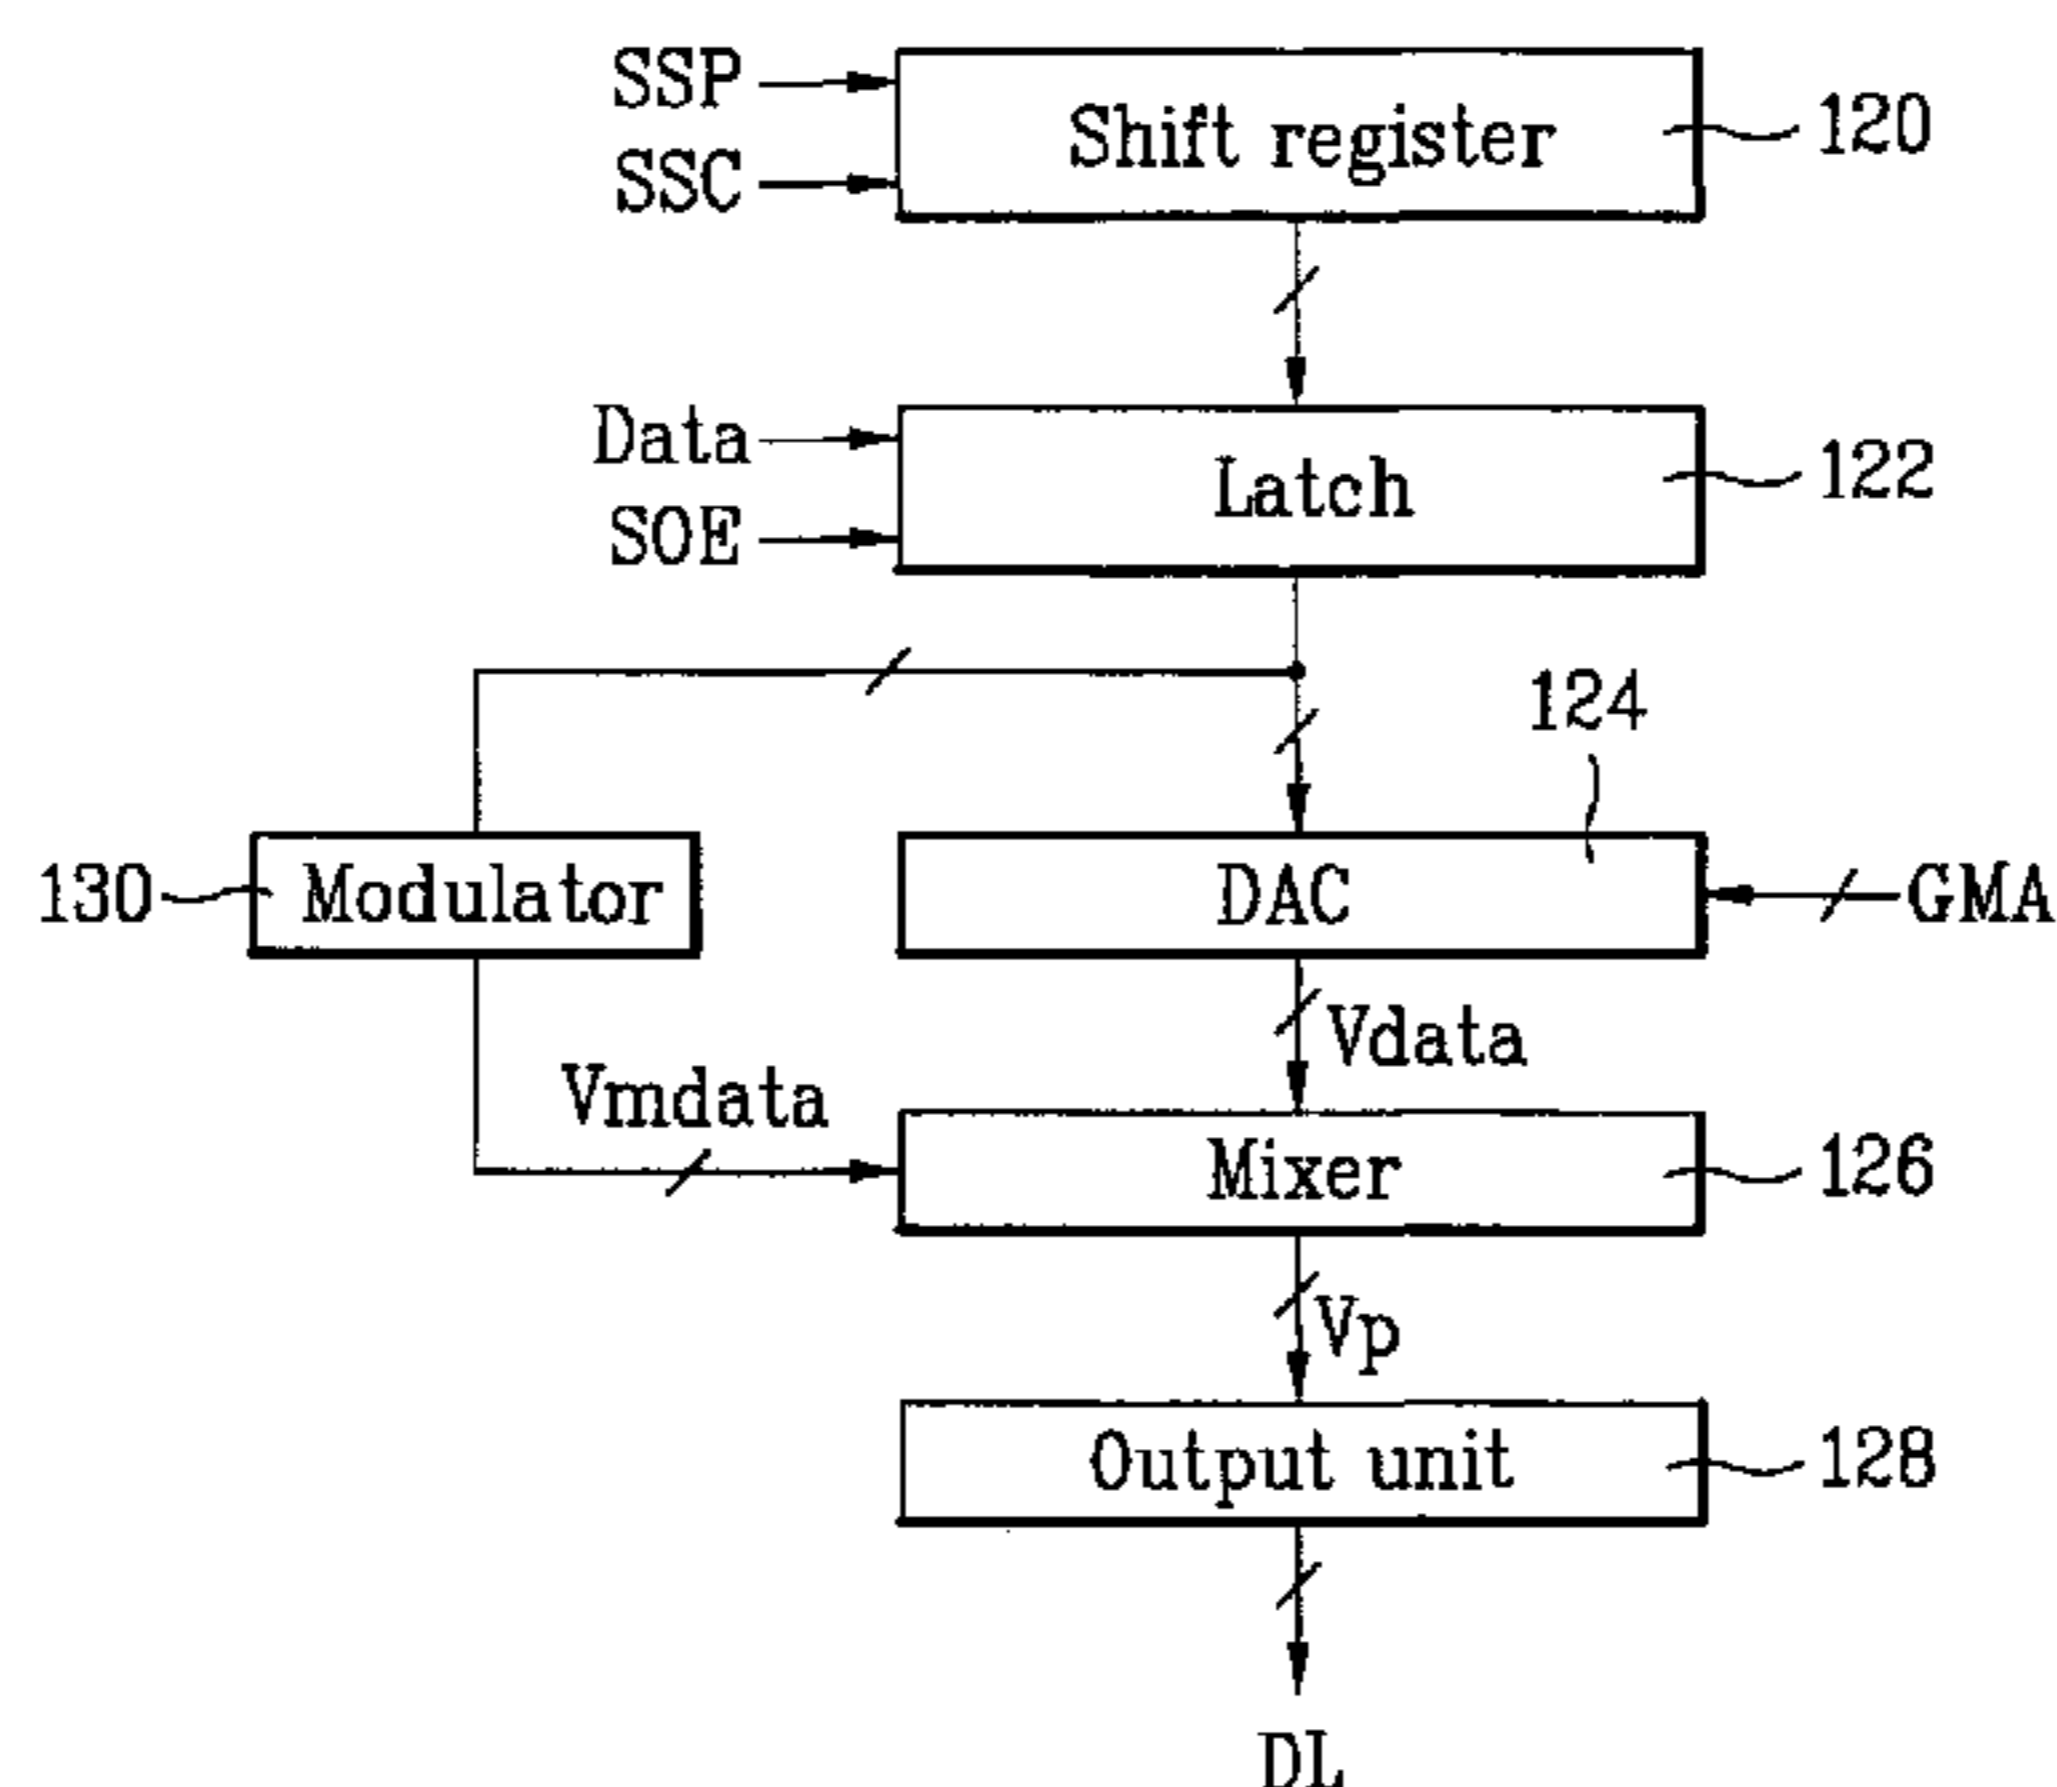 SSP
SSC
Shift register
120
Data
SOE
Latch
122
124
130
Modulator
DAC
GMA
Vdata
Vmdata
Mixer
126
Vp
Output unit
128
DL